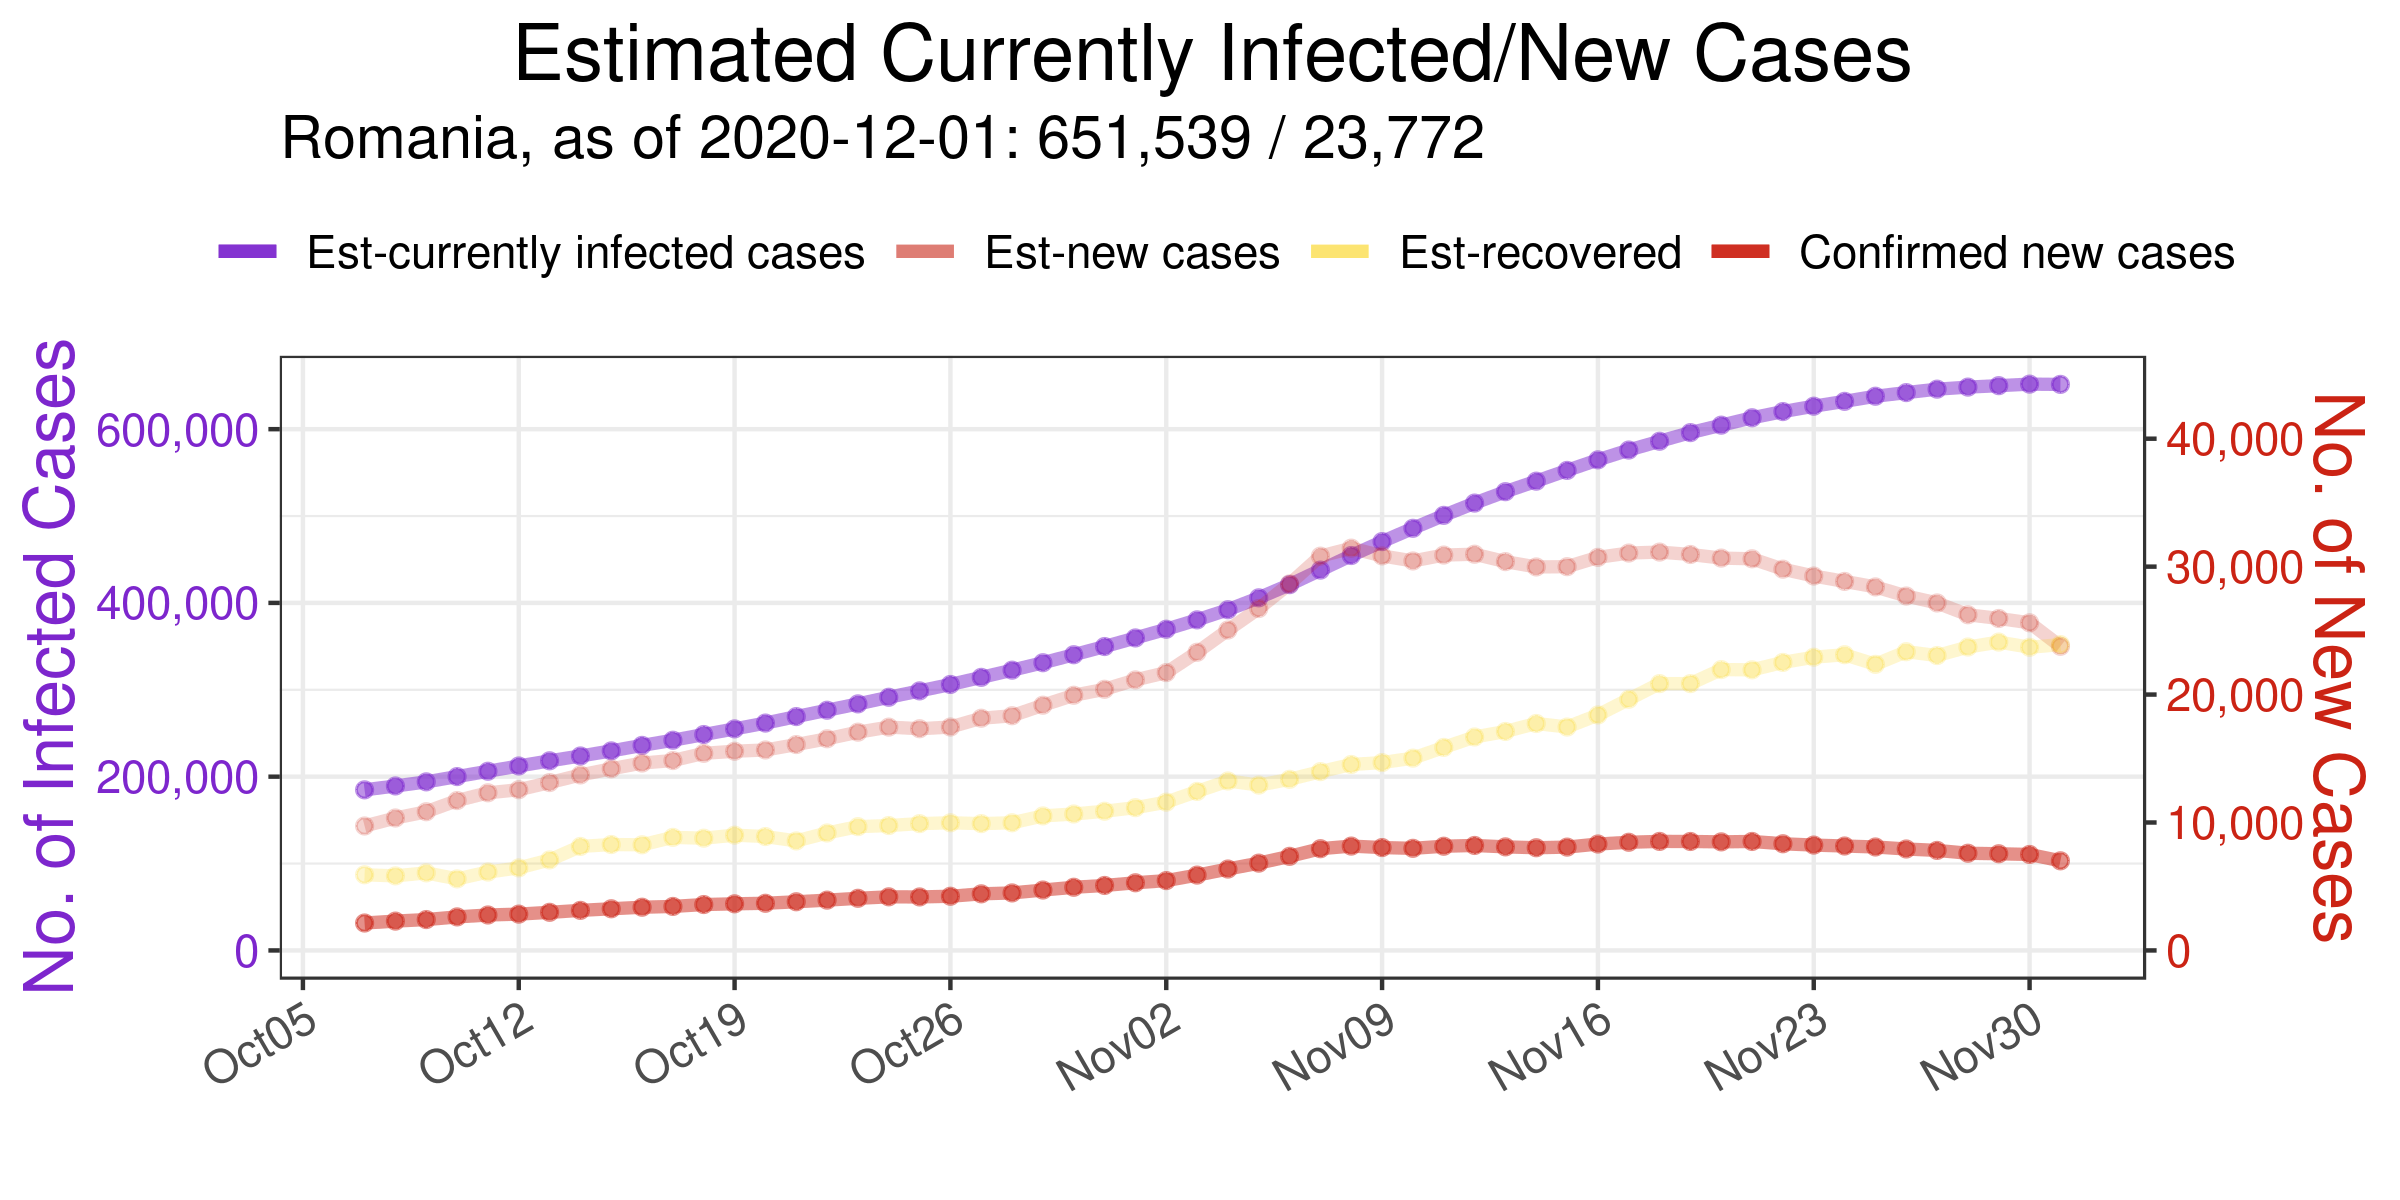 Estimated Currently Infected/New Cases
Romania, as of 2020-12-01: 651,539 / 23,772
Est-currently infected cases
Est-new cases
Est-recovered
Confirmed new cases
No. of Infected Cases
600,000
400,000
200,000
0
40,000
30,000
20,000
10,000
0
No. of New Cases
Oct05
Oct12
Oct19
Oct26
Nov02
Nov09
Nov16
Nov23
Nov30